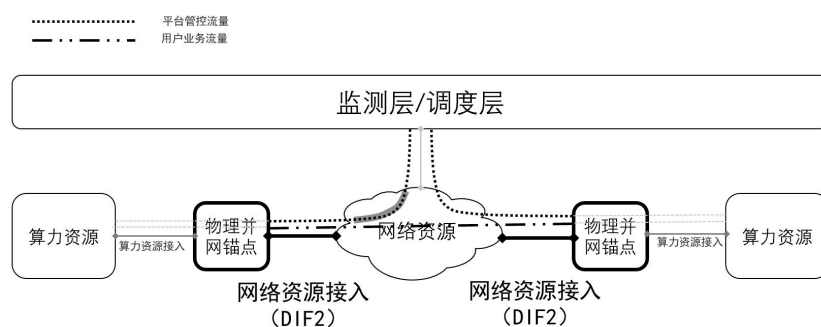 平台管控流量
用户业务流量
监测层/调度层
算力资源
算力资源接入
物理并
网锚点
网络资源
物理并
网锚点
算力资源接入
算力资源
网络资源接入
（DIF2）
网络资源接入
（DIF2）